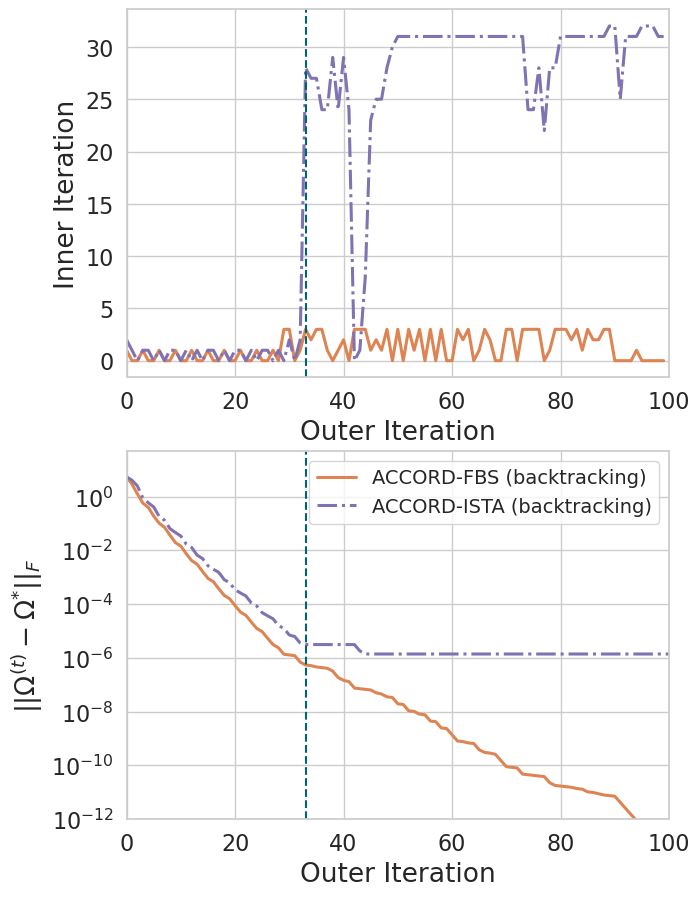 30
25
20
15
10
5
0
Inner Iteration
0 20 40 60 80 100
Outer Iteration
ACCORD-FBS (backtracking)
ACCORD-ISTA (backtracking)
10^0
10^{-2}
10^{-4}
10^{-6}
10^{-8}
10^{-10}
10^{-12}
||Ω^{(t)} − Ω^*||_F
0 20 40 60 80 100
Outer Iteration